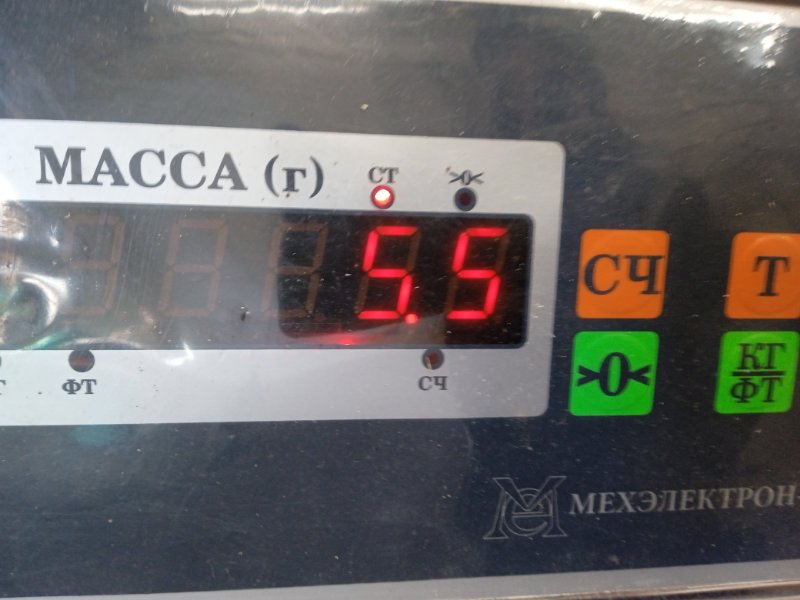 МАССА (г) СТ >0<
5.5
ФТ СЧ
СЧ Т
>0< КГ/ФТ
МЕХЭЛЕКТРОН